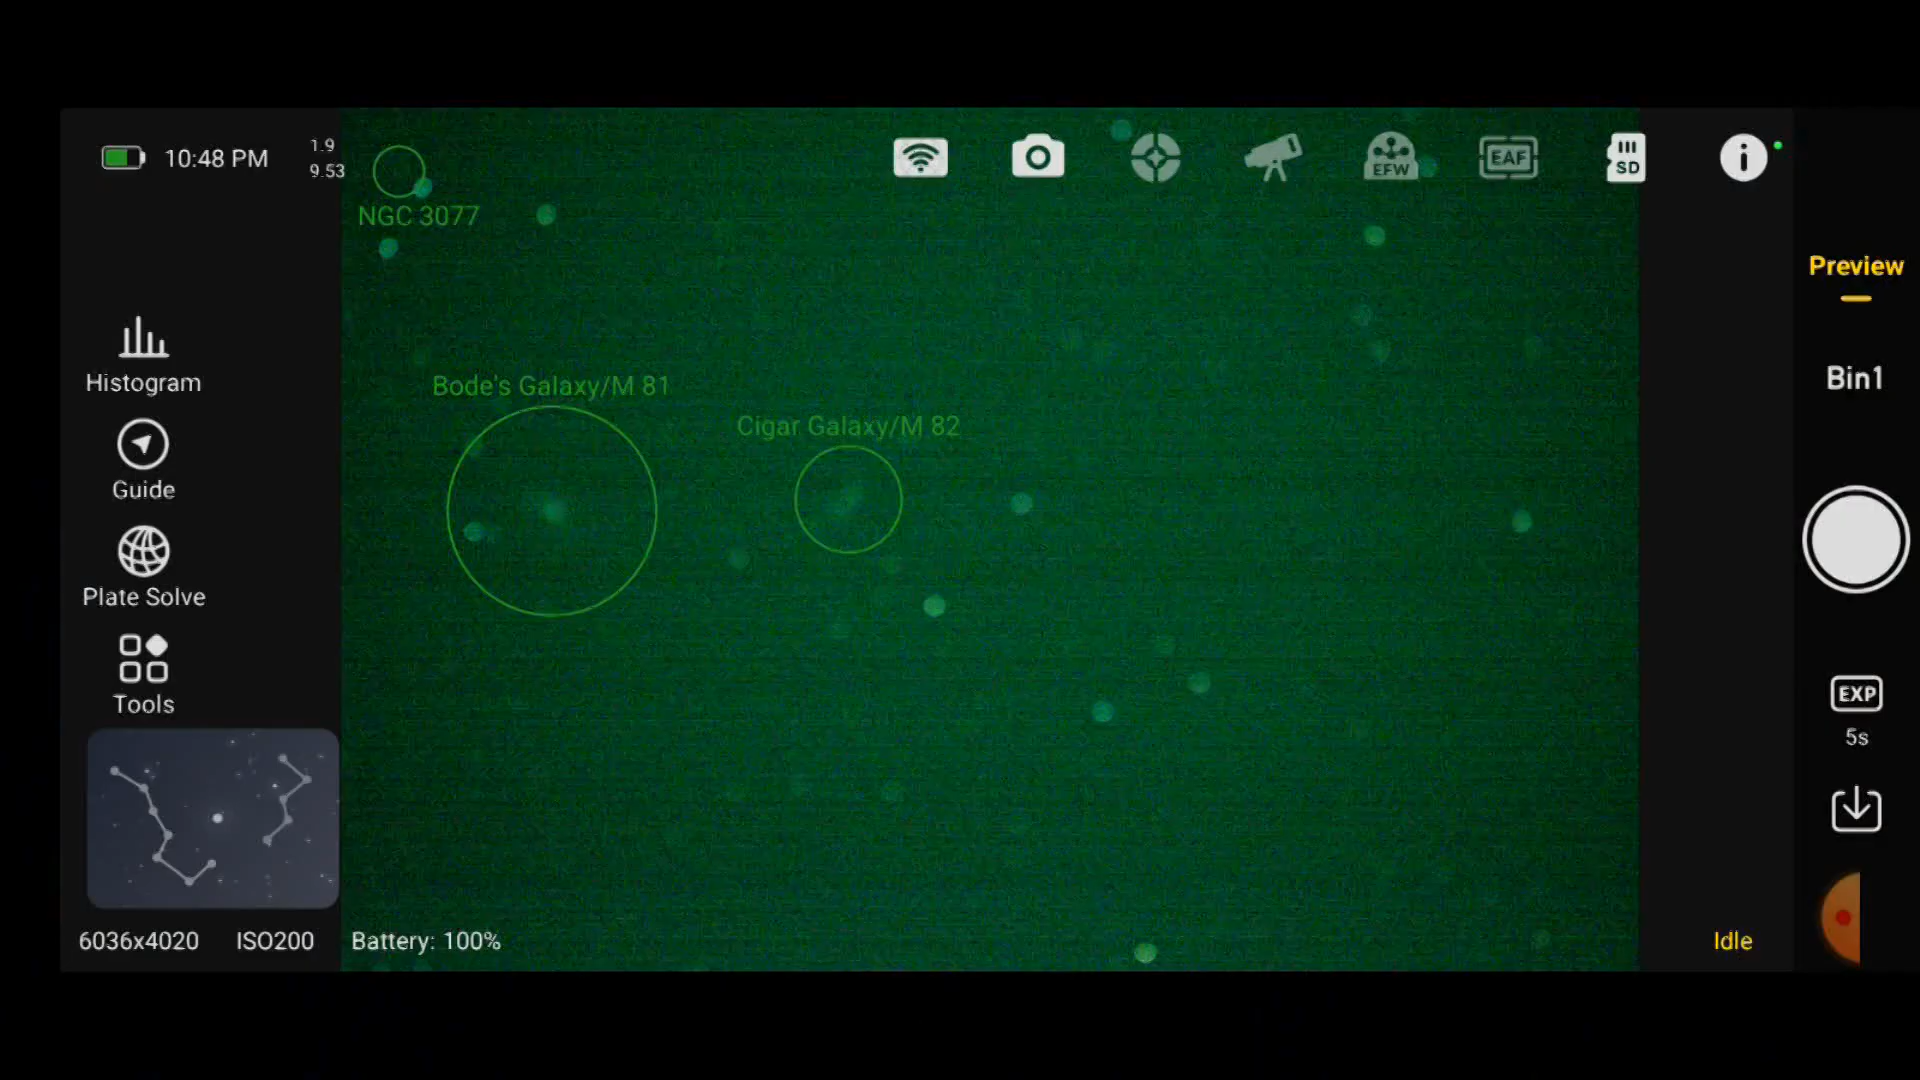 10:48 PM
1.9
9.53
NGC 3077
EFW
EAF
SD
Preview
Histogram
Bode's Galaxy/M 81
Bin1
Cigar Galaxy/M 82
Guide
Plate Solve
Tools
EXP
5s
6036x4020 ISO200 Battery: 100%
Idle